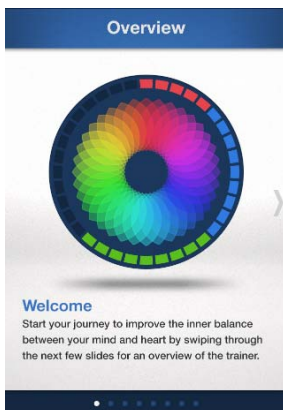 Overview
Welcome
Start your journey to improve the inner balance
between your mind and heart by swiping through
the next few slides for an overview of the trainer.